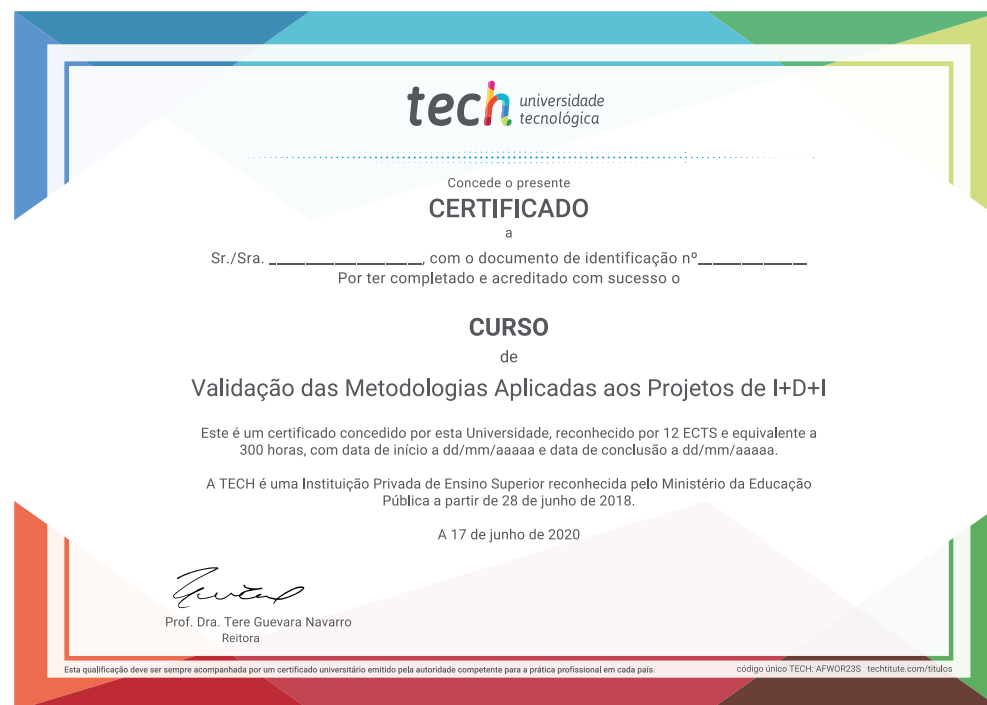 tech universidade
tecnológica
Concede o presente
CERTIFICADO
a
Sr./Sra. ____________________, com o documento de identificação nº______________
Por ter completado e acreditado com sucesso o
CURSO
de
Validação das Metodologias Aplicadas aos Projetos de I+D+I
Este é um certificado concedido por esta Universidade, reconhecido por 12 ECTS e equivalente a
300 horas, com data de início a dd/mm/aaaaa e data de conclusão a dd/mm/aaaaa.
A TECH é uma Instituição Privada de Ensino Superior reconhecida pelo Ministério da Educação
Pública a partir de 28 de junho de 2018.
A 17 de junho de 2020
Prof. Dra. Tere Guevara Navarro
Reitora
Esta qualificação deve ser sempre acompanhada por um certificado universitário emitido pela autoridade competente para a prática profissional em cada país.
código único TECH: AFWOR23S techtitute.com/titulos